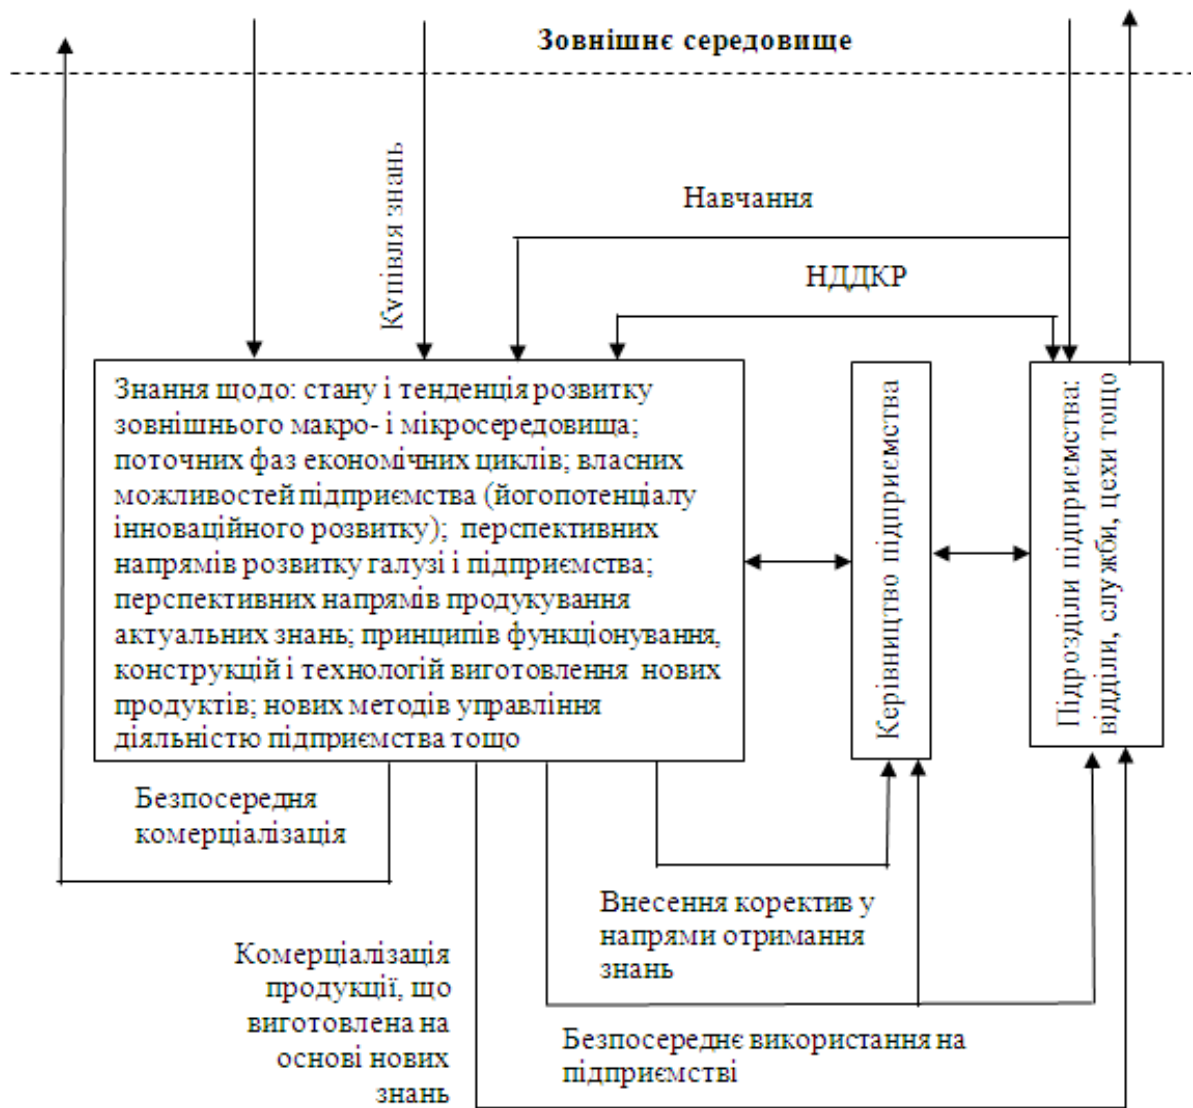 Зовнішнє середовище
Купівля знань
Навчання
НДДКР
Знання щодо: стану і тенденція розвитку
зовнішнього макро- і мікросередовища;
поточних фаз економічних циклів; власних
можливостей підприємства (йогопотенціалу
інноваційного розвитку); перспективних
напрямів розвитку галузі і підприємства;
перспективних напрямів продукування
актуальних знань; принципів функціонування,
конструкцій і технологій виготовлення нових
продуктів; нових методів управління
діяльністю підприємства тощо
Керівництво підприємства
Підрозділи підприємства:
відділи, служби, цехи тощо
Безпосередня
комерціалізація
Внесення коректив у
напрями отримання
знань
Комерціалізація
продукції, що
виготовлена на
основі нових
знань
Безпосереднє використання на
підприємстві